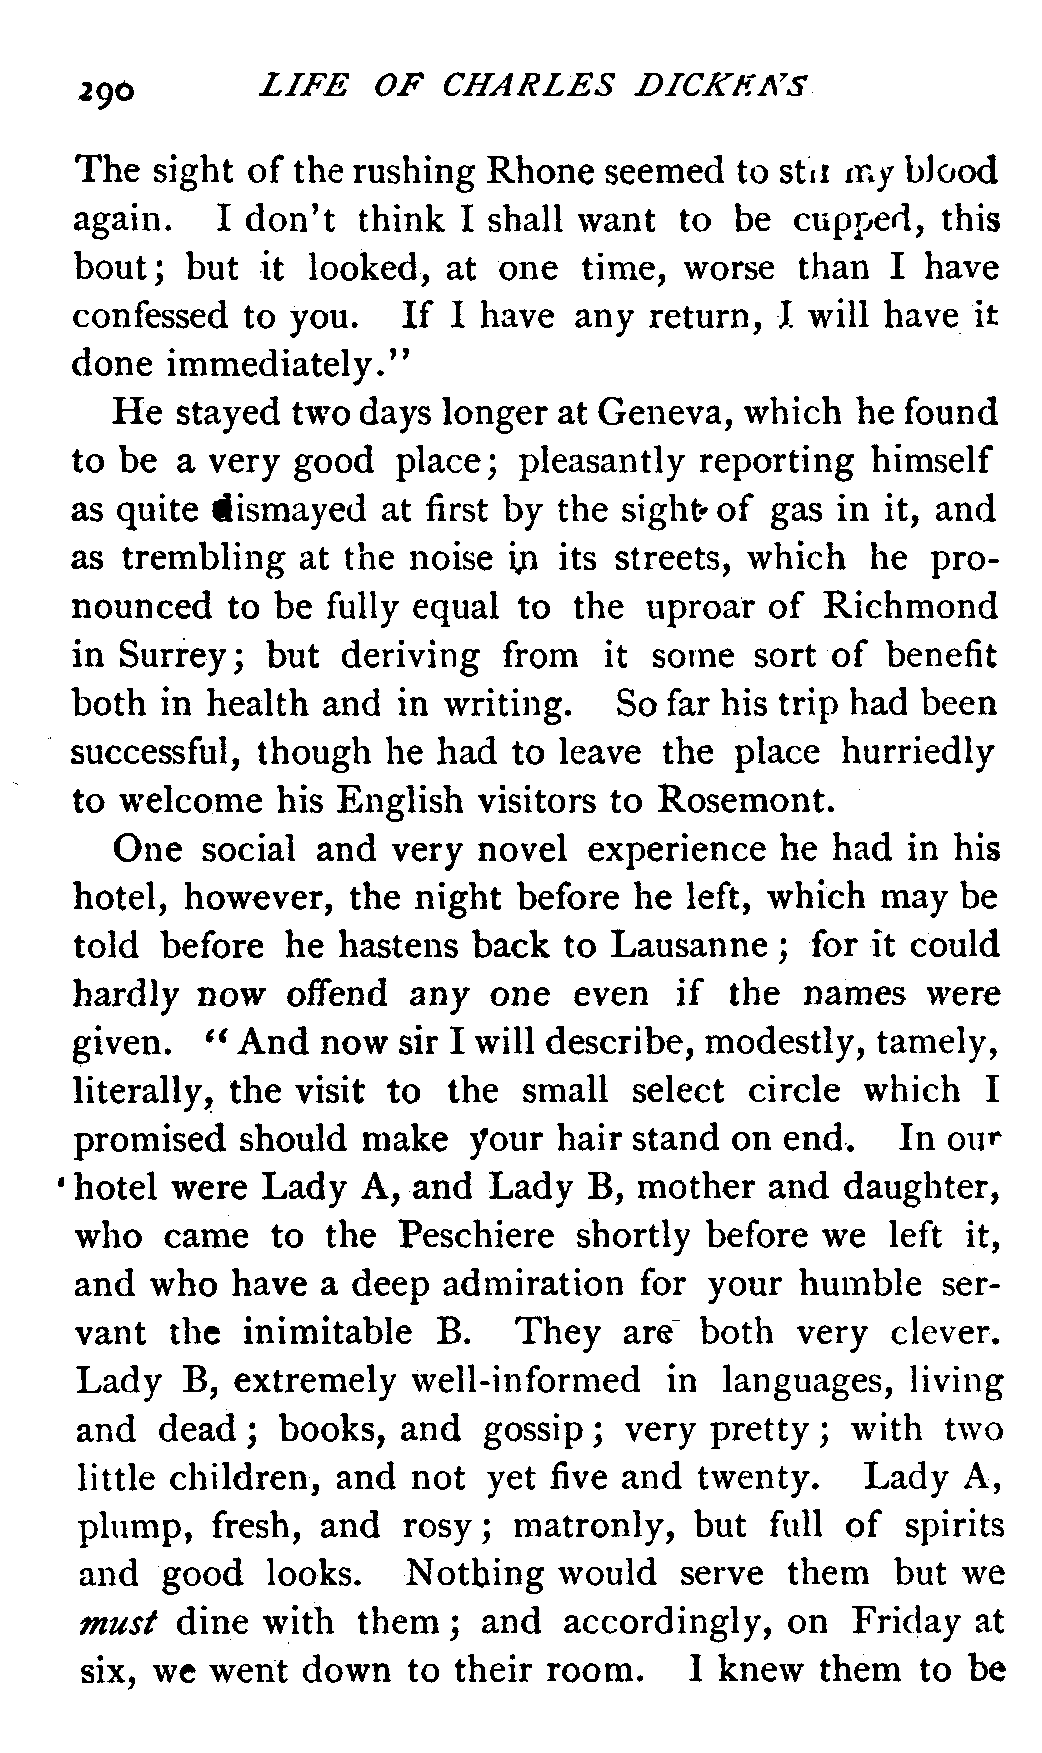 290 LIFE OF CHARLES DICKENS
The sight of the rushing Rhone seemed to stir my blood
again. I don't think I shall want to be cupped, this
bout; but it looked, at one time, worse than I have
confessed to you. If I have any return, I will have it
done immediately."
He stayed two days longer at Geneva, which he found
to be a very good place; pleasantly reporting himself
as quite dismayed at first by the sight of gas in it, and
as trembling at the noise in its streets, which he pro-
nounced to be fully equal to the uproar of Richmond
in Surrey; but deriving from it some sort of benefit
both in health and in writing. So far his trip had been
successful, though he had to leave the place hurriedly
to welcome his English visitors to Rosemont.
One social and very novel experience he had in his
hotel, however, the night before he left, which may be
told before he hastens back to Lausanne; for it could
hardly now offend any one even if the names were
given. "And now sir I will describe, modestly, tamely,
literally, the visit to the small select circle which I
promised should make your hair stand on end. In our
hotel were Lady A, and Lady B, mother and daughter,
who came to the Peschiere shortly before we left it,
and who have a deep admiration for your humble ser-
vant the inimitable B. They are both very clever.
Lady B, extremely well-informed in languages, living
and dead; books, and gossip; very pretty; with two
little children, and not yet five and twenty. Lady A,
plump, fresh, and rosy; matronly, but full of spirits
and good looks. Nothing would serve them but we
must dine with them; and accordingly, on Friday at
six, we went down to their room. I knew them to be